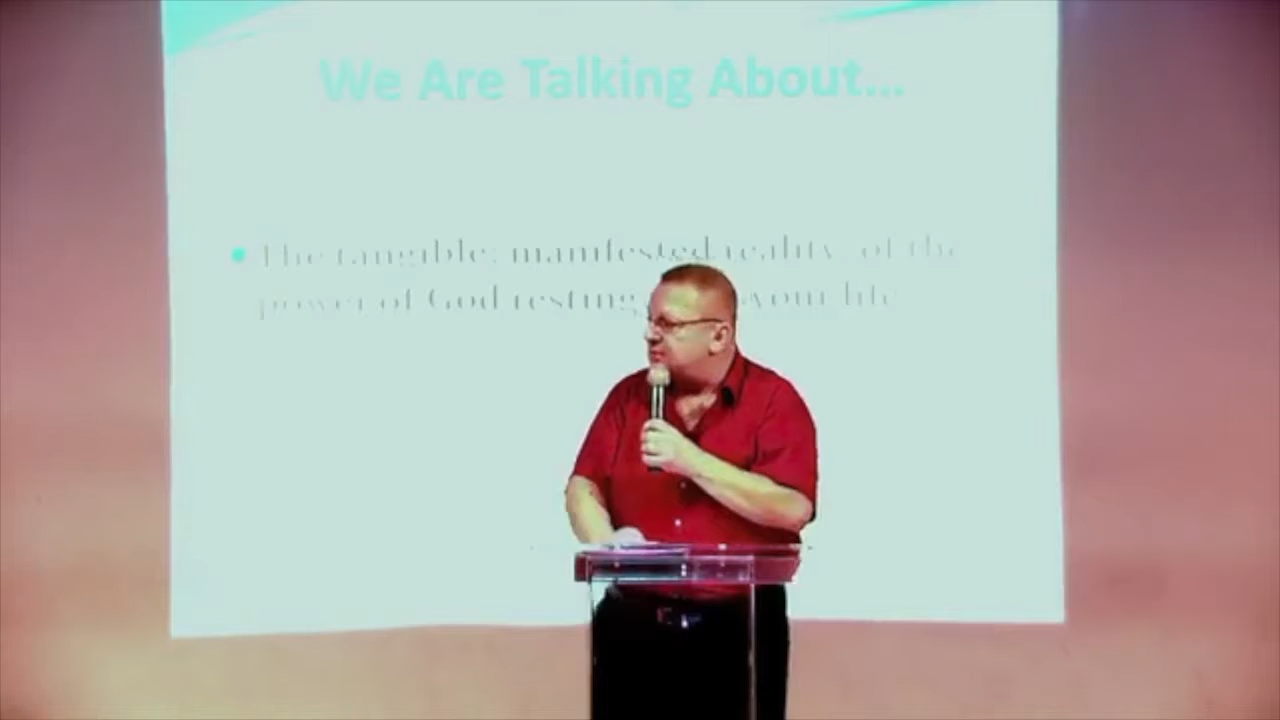 We Are Talking About...
• The tangible, manifested reality, of the
power of God resting your life